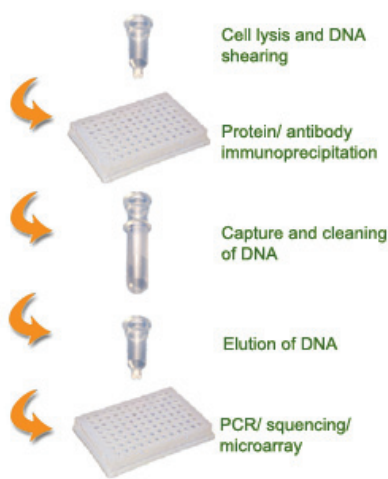 Cell lysis and DNA
shearing
Protein/ antibody
immunoprecipitation
Capture and cleaning
of DNA
Elution of DNA
PCR/ squencing/
microarray